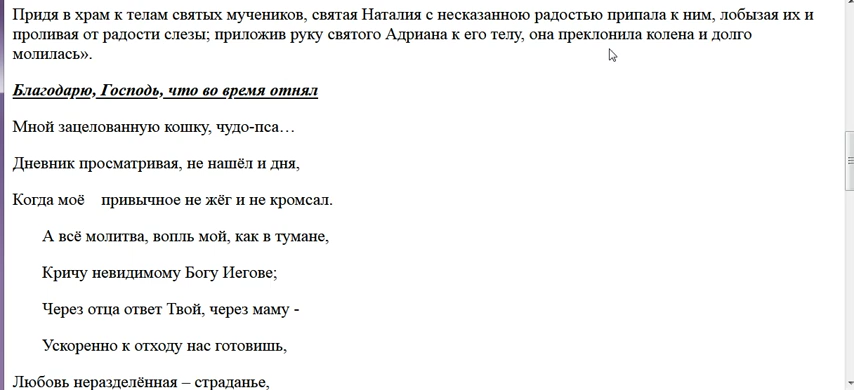 Придя в храм к телам святых мучеников, святая Наталия с несказанною радостью припала к ним, лобызая их и
проливая от радости слезы; приложив руку святого Адриана к его телу, она преклонила колена и долго
молилась».
Благодарю, Господь, что во время отнял
Мной зацелованную кошку, чудо-пса…
Дневник просматривая, не нашёл и дня,
Когда моё привычное не жёг и не кромсал.
А всё молитва, вопль мой, как в тумане,
Кричу невидимому Богу Иегове;
Через отца ответ Твой, через маму -
Ускоренно к отходу нас готовишь,
Любовь неразделённая – страданье,